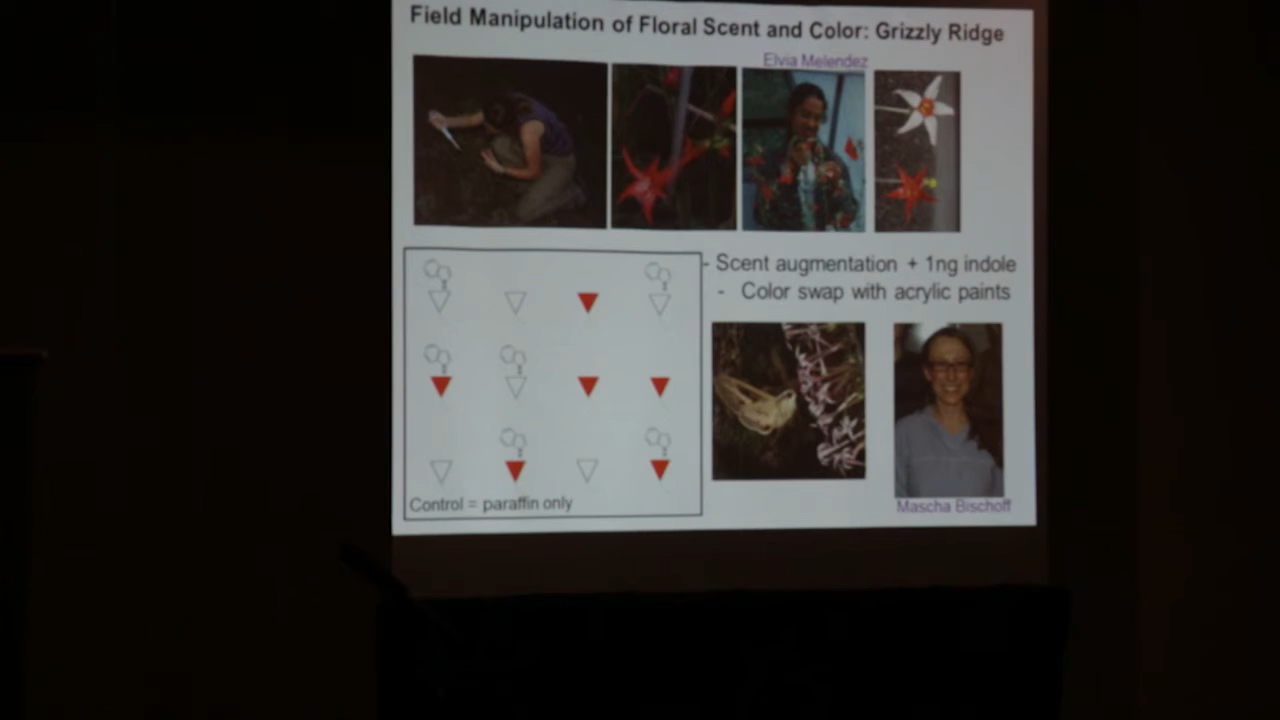 Field Manipulation of Floral Scent and Color: Grizzly Ridge
Elvia Melendez
- Scent augmentation + 1ng indole
- Color swap with acrylic paints
Control = paraffin only
Mascha Bischoff